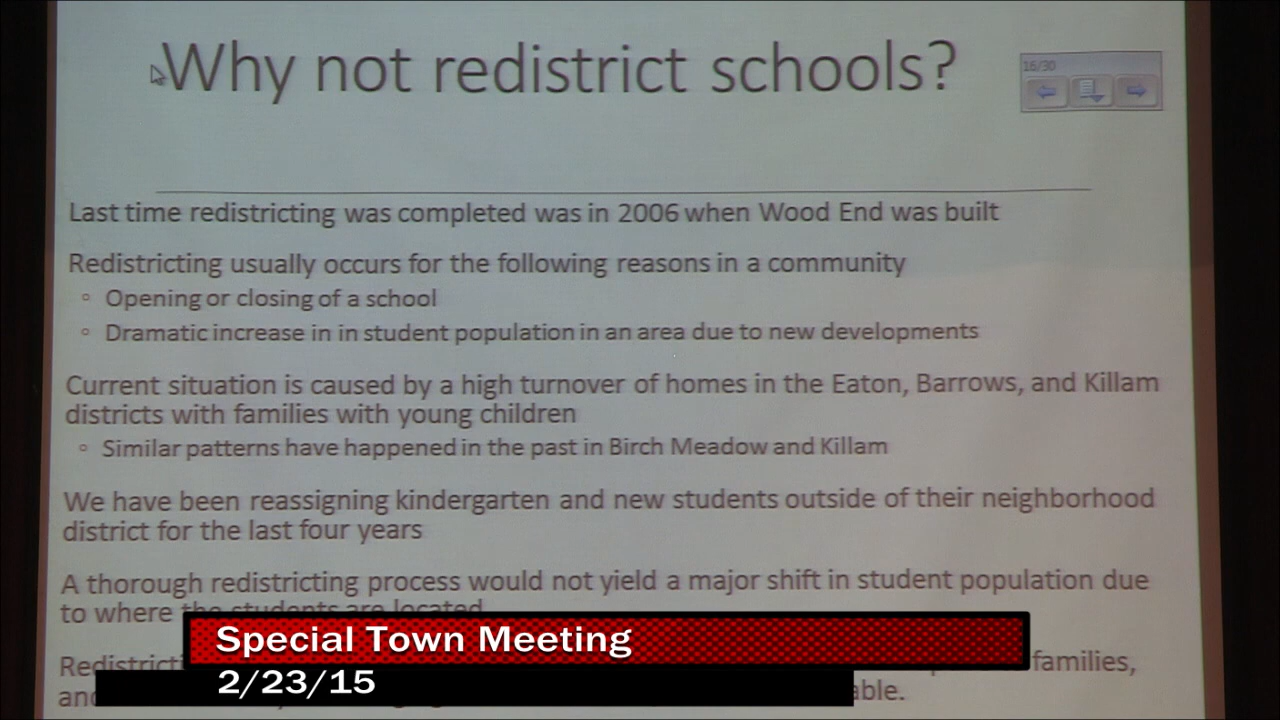 Why not redistrict schools?
16/30
Last time redistricting was completed was in 2006 when Wood End was built
Redistricting usually occurs for the following reasons in a community
◦ Opening or closing of a school
◦ Dramatic increase in in student population in an area due to new developments
Current situation is caused by a high turnover of homes in the Eaton, Barrows, and Killam
districts with families with young children
◦ Similar patterns have happened in the past in Birch Meadow and Killam
We have been reassigning kindergarten and new students outside of their neighborhood
district for the last four years
A thorough redistricting process would not yield a major shift in student population due
to where the students are located
Special Town Meeting
families,
2/23/15